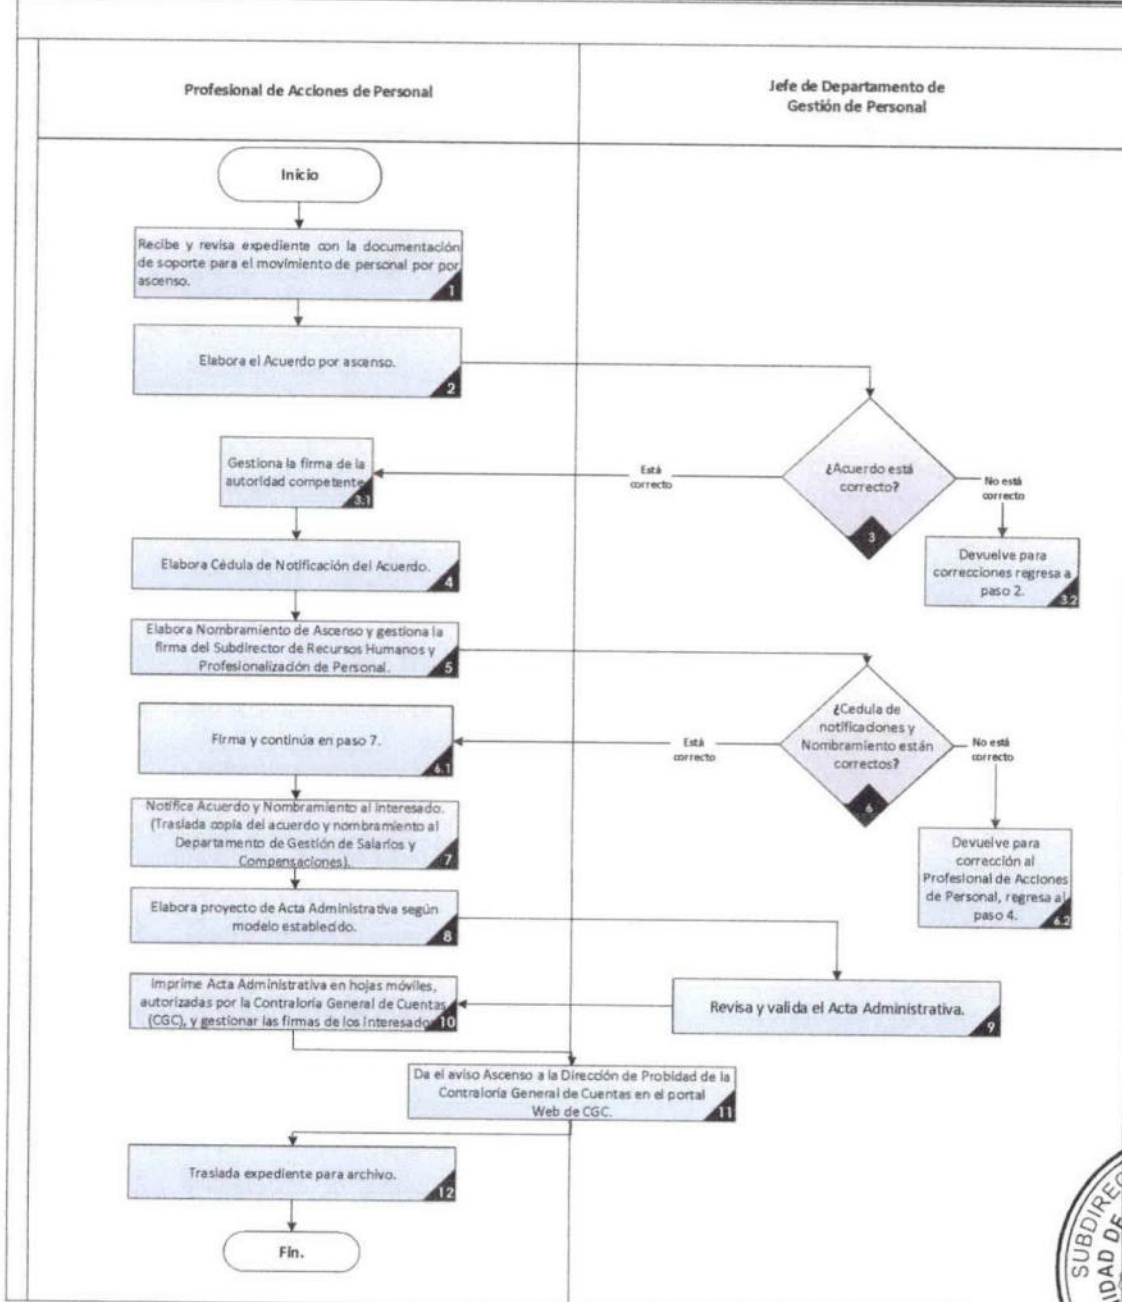 Profesional de Acciones de Personal
Jefe de Departamento de
Gestión de Personal
Inicio
Recibe y revisa expediente con la documentación
de soporte para el movimiento de personal por por
ascenso.
1
Elabora el Acuerdo por ascenso.
2
¿Acuerdo está
correcto?
3
Está
correcto
No está
correcto
Gestiona la firma de la
autoridad competente
3.1
Devuelve para
correcciones regresa a
paso 2.
3.2
Elabora Cédula de Notificación del Acuerdo.
4
Elabora Nombramiento de Ascenso y gestiona la
firma del Subdirector de Recursos Humanos y
Profesionalización de Personal.
5
¿Cedula de
notificaciones y
Nombramiento están
correctos?
6
Está
correcto
No está
correcto
Firma y continúa en paso 7.
6.1
Devuelve para
corrección al
Profesional de Acciones
de Personal, regresa al
paso 4.
6.2
Notifica Acuerdo y Nombramiento al interesado.
(Traslada copia del acuerdo y nombramiento al
Departamento de Gestión de Salarios y
Compensaciones).
7
Elabora proyecto de Acta Administrativa según
modelo establecido.
8
Revisa y valida el Acta Administrativa.
9
Imprime Acta Administrativa en hojas móviles,
autorizadas por la Contraloría General de Cuentas
(CGC), y gestionar las firmas de los interesado
10
Da el aviso Ascenso a la Dirección de Probidad de la
Contraloría General de Cuentas en el portal
Web de CGC.
11
Traslada expediente para archivo.
12
Fin.
SUBDIREC
IDAD DE